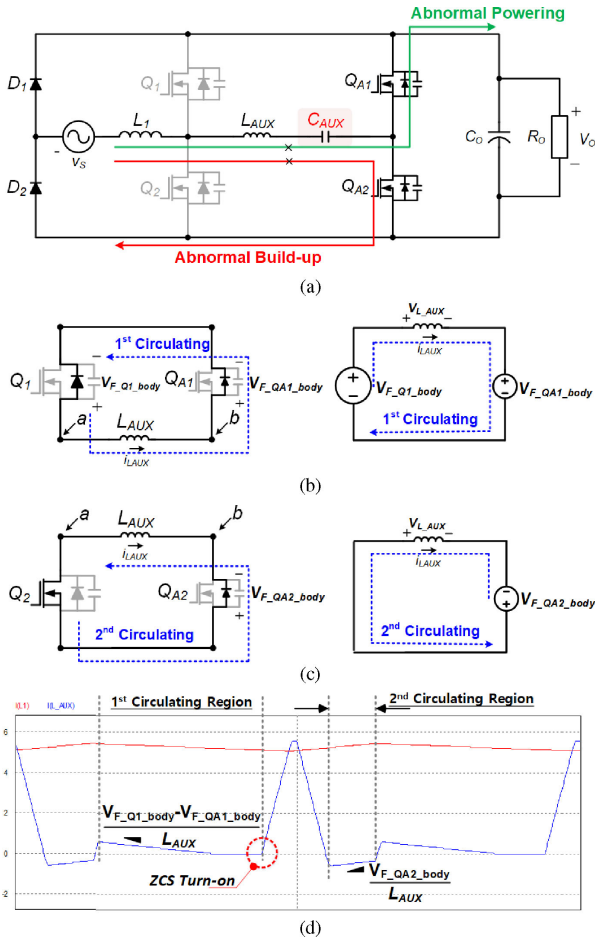 Abnormal Powering
D1
Q1
QA1
L1
LAUX
CAUX
-
+
vS
CO
RO
+
VO
-
D2
Q2
QA2
Abnormal Build-up
(a)
1st Circulating
Q1
VF_Q1_body
QA1
VF_QA1_body
a
LAUX
b
iLAUX
VL_AUX
+ -
iLAUX
VF_Q1_body
VF_QA1_body
1st Circulating
(b)
a
LAUX
b
iLAUX
Q2
QA2
VF_QA2_body
2nd Circulating
VL_AUX
+ -
iLAUX
VF_QA2_body
2nd Circulating
(c)
I(L1) I(L_AUX)
1st Circulating Region
2nd Circulating Region
6
4
2
0
-2
VF_Q1_body-VF_QA1_body
LAUX
ZCS Turn-on
VF_QA2_body
LAUX
(d)